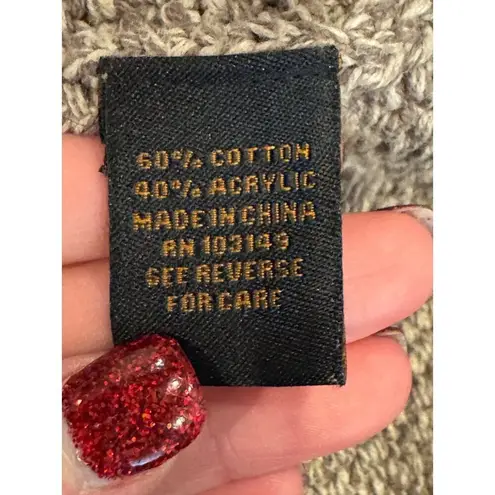 60% COTTON
40% ACRYLIC
MADE IN CHINA
RN 103149
SEE REVERSE
FOR CARE